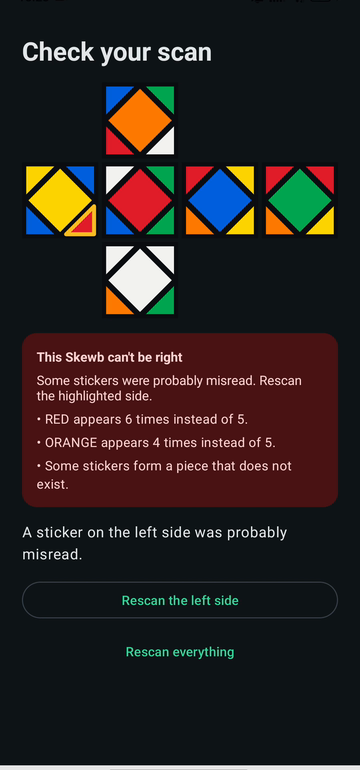 Check your scan
This Skewb can't be right
Some stickers were probably misread. Rescan
the highlighted side.
• RED appears 6 times instead of 5.
• ORANGE appears 4 times instead of 5.
• Some stickers form a piece that does not
exist.
A sticker on the left side was probably
misread.
Rescan the left side
Rescan everything